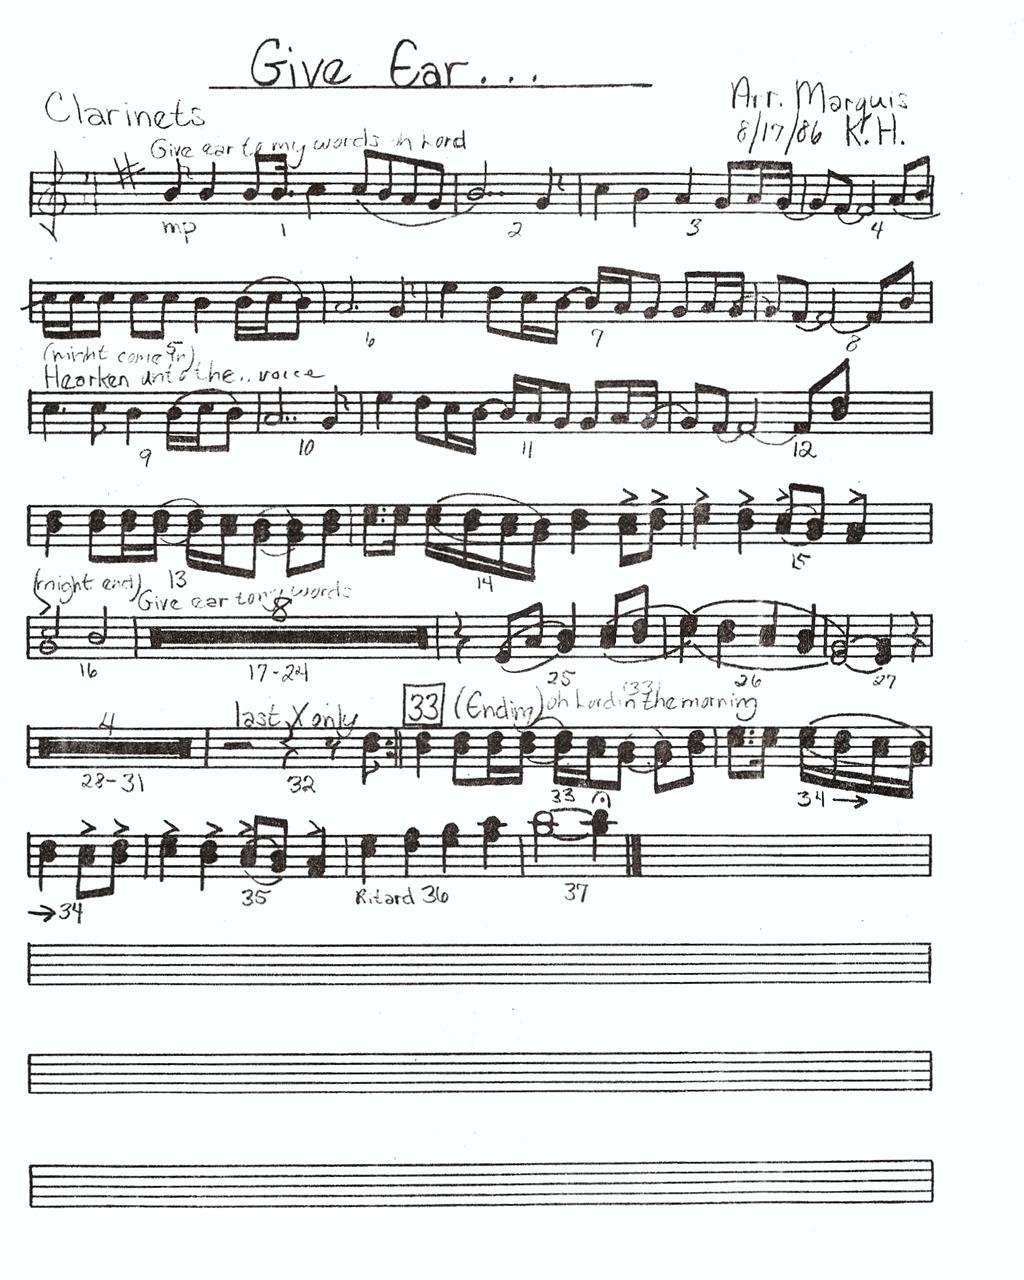 Give Ear...
Clarinets
Arr. Marquis
8/17/86 K.H.
Give ear to my words oh Lord
mp 1 2 3 4
5 6 7 8
(might come in)
Hearken unto the.. voice
9 10 11 12
13 14 15
(might end) Give ear to my words
8
16 17-24 25 26 27
4 last X only 33 (Ending) oh Lord in the morning
(33)
28-31 32 33 34 →
→34 35 Ritard 36 37